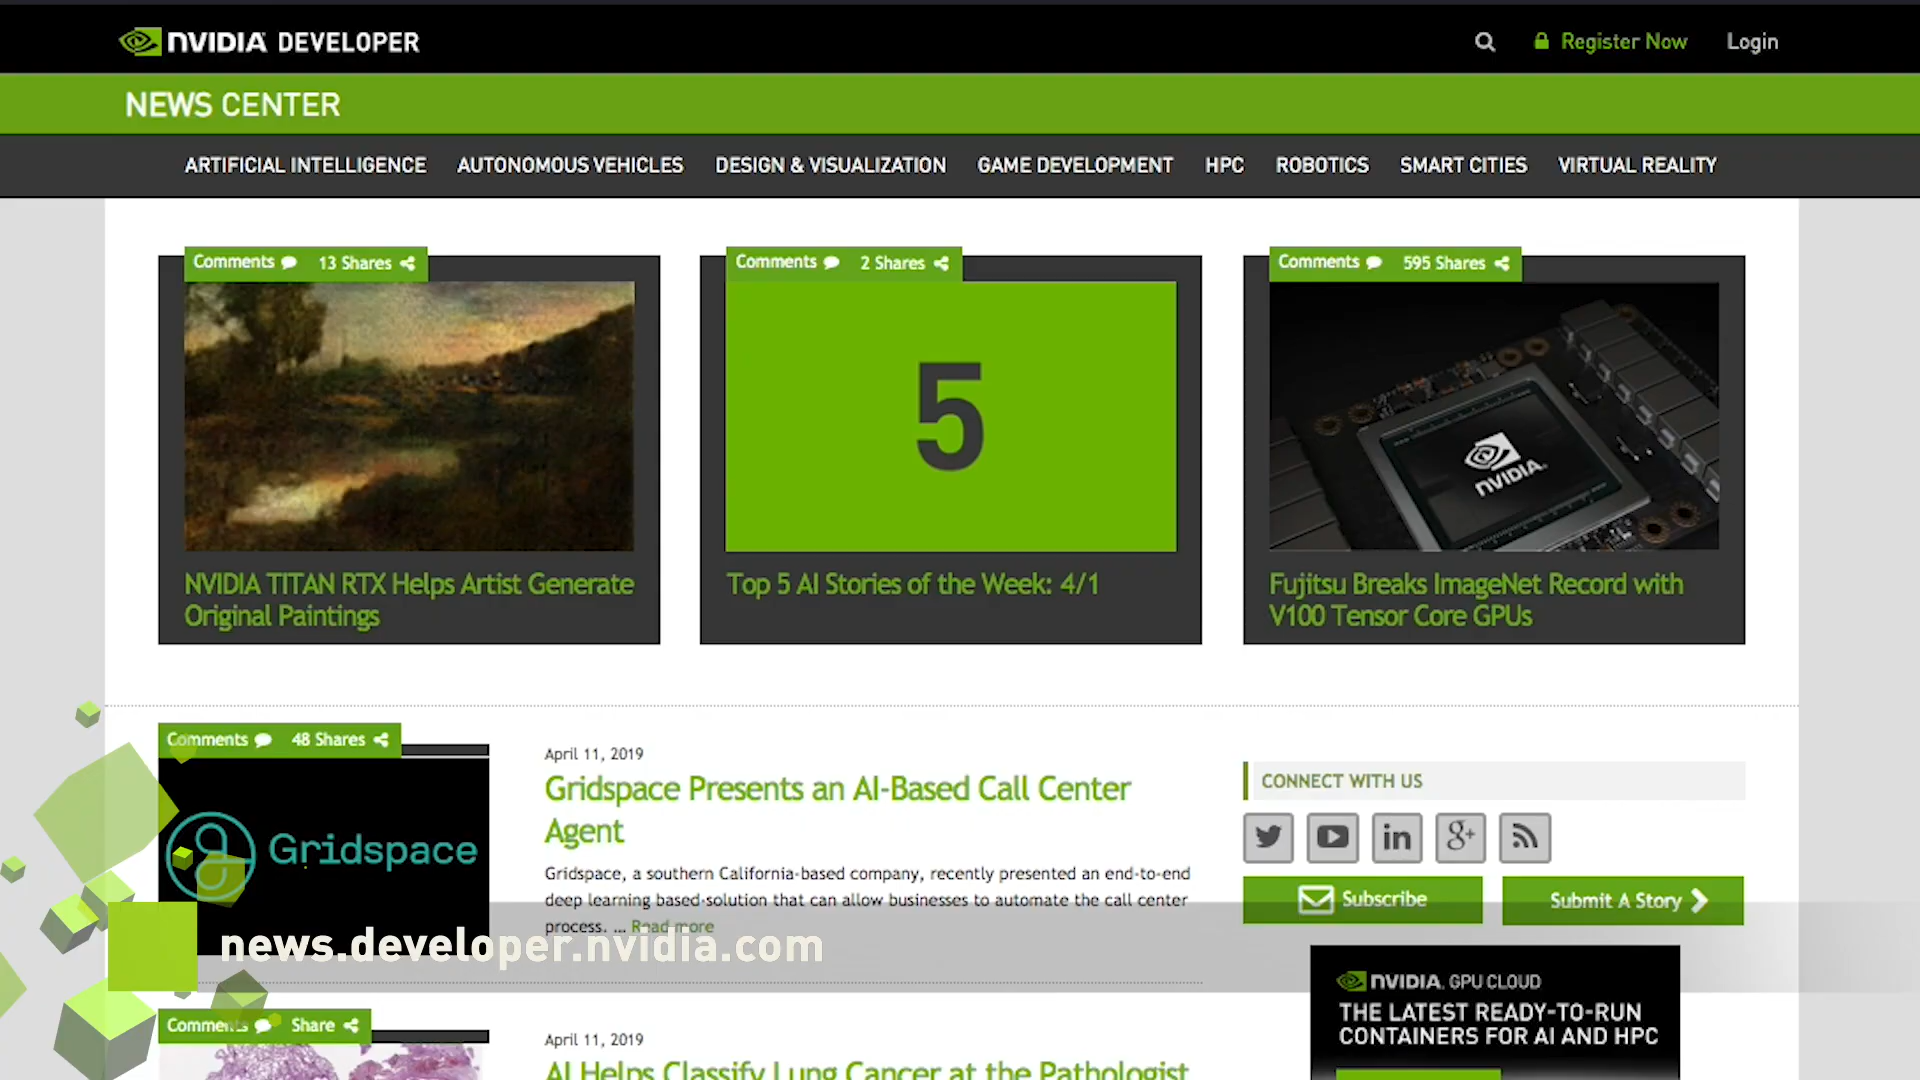 NVIDIA DEVELOPER
Register Now
Login
NEWS CENTER
ARTIFICIAL INTELLIGENCE
AUTONOMOUS VEHICLES
DESIGN & VISUALIZATION
GAME DEVELOPMENT
HPC
ROBOTICS
SMART CITIES
VIRTUAL REALITY
Comments 13 Shares
NVIDIA TITAN RTX Helps Artist Generate
Original Paintings
Comments 2 Shares
5
Top 5 AI Stories of the Week: 4/1
Comments 595 Shares
NVIDIA
Fujitsu Breaks ImageNet Record with
V100 Tensor Core GPUs
Comments 48 Shares
Gridspace
April 11, 2019
Gridspace Presents an AI-Based Call Center
Agent
Gridspace, a southern California-based company, recently presented an end-to-end
deep learning based-solution that can allow businesses to automate the call center
process. ... Read more
news.developer.nvidia.com
CONNECT WITH US
in
g+
Subscribe
Submit A Story
NVIDIA. GPU CLOUD
THE LATEST READY-TO-RUN
CONTAINERS FOR AI AND HPC
Comments Share
April 11, 2019
AI Helps Classify Lung Cancer at the Pathologist